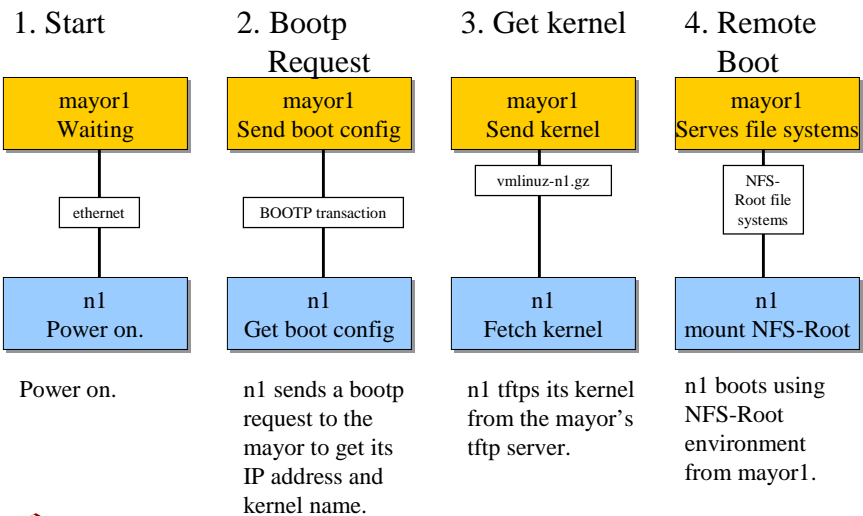 1. Start
2. Bootp
Request
3. Get kernel
4. Remote
Boot
mayor1
Waiting
mayor1
Send boot config
mayor1
Send kernel
mayor1
Serves file systems
ethernet
BOOTP transaction
vmlinuz-n1.gz
NFS-
Root file
systems
n1
Power on.
n1
Get boot config
n1
Fetch kernel
n1
mount NFS-Root
Power on.
n1 sends a bootp
request to the
mayor to get its
IP address and
kernel name.
n1 tftps its kernel
from the mayor’s
tftp server.
n1 boots using
NFS-Root
environment
from mayor1.